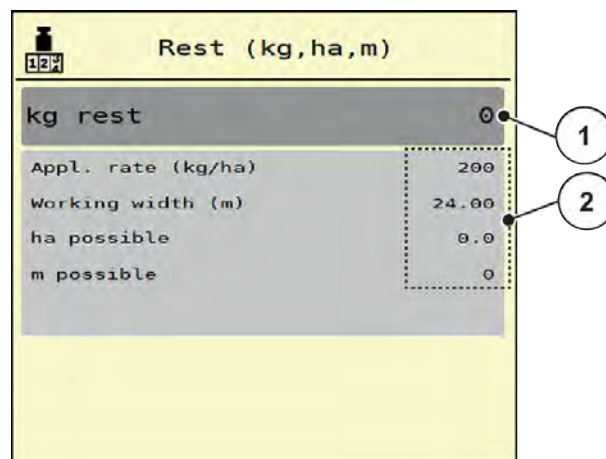 Rest (kg,ha,m)
kg rest 0
1
Appl. rate (kg/ha) 200
Working width (m) 24.00
2
ha possible 0.0
m possible 0